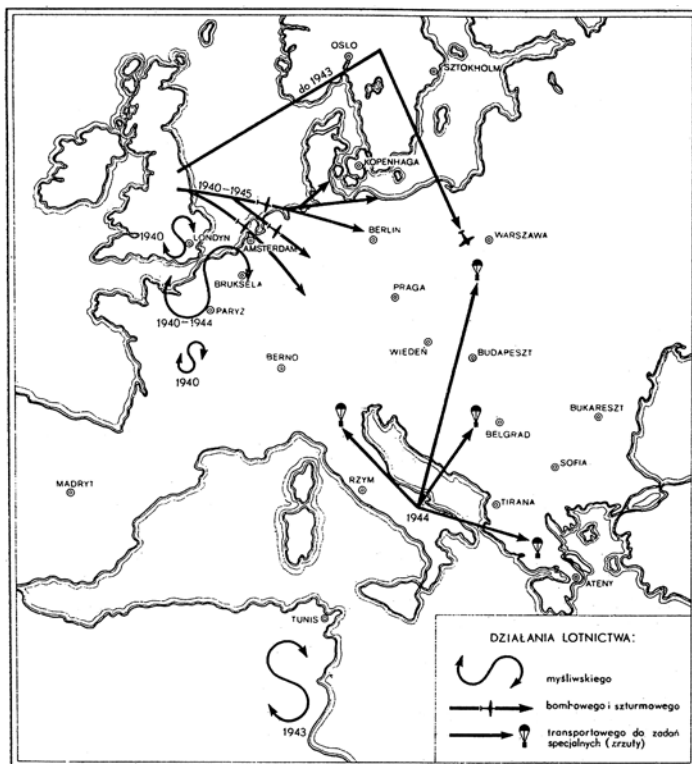 OSLO
SZTOKHOLM
do 1943
KOPENHAGA
1940-1945
1940
LONDYN
AMSTERDAM
BERLIN
WARSZAWA
BRUKSELA
PRAGA
PARYZ
1940-1944
WIEDEŃ
BUDAPESZT
1940
BERNO
BUKARESZT
BELGRAD
SOFIA
MADRYT
RZYM
TIRANA
1944
ATENY
TUNIS
1943
DZIAŁANIA LOTNICTWA:
myśliwskiego
bombowego i szturmowego
transportowego do zadań
specjalnych (zrzuty)